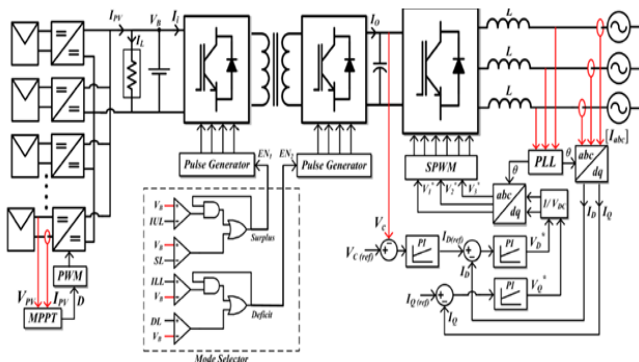 I_PV V_B I_i I_O L
I_L L
L
[I_abc]
Pulse Generator EN_1 EN_2 Pulse Generator SPWM PLL θ abc dq
θ
V_1* V_2* V_3* abc dq 1/V_DC
V_B
IUL Surplus
V_B
SL
ILL
V_B Deficit
DL
V_B
Mode Selector
V_C I_D I_Q
V_C (ref) PI I_D(ref) PI V_D*
I_D
I_Q (ref) PI V_Q*
I_Q
PWM
V_PV I_PV D
MPPT